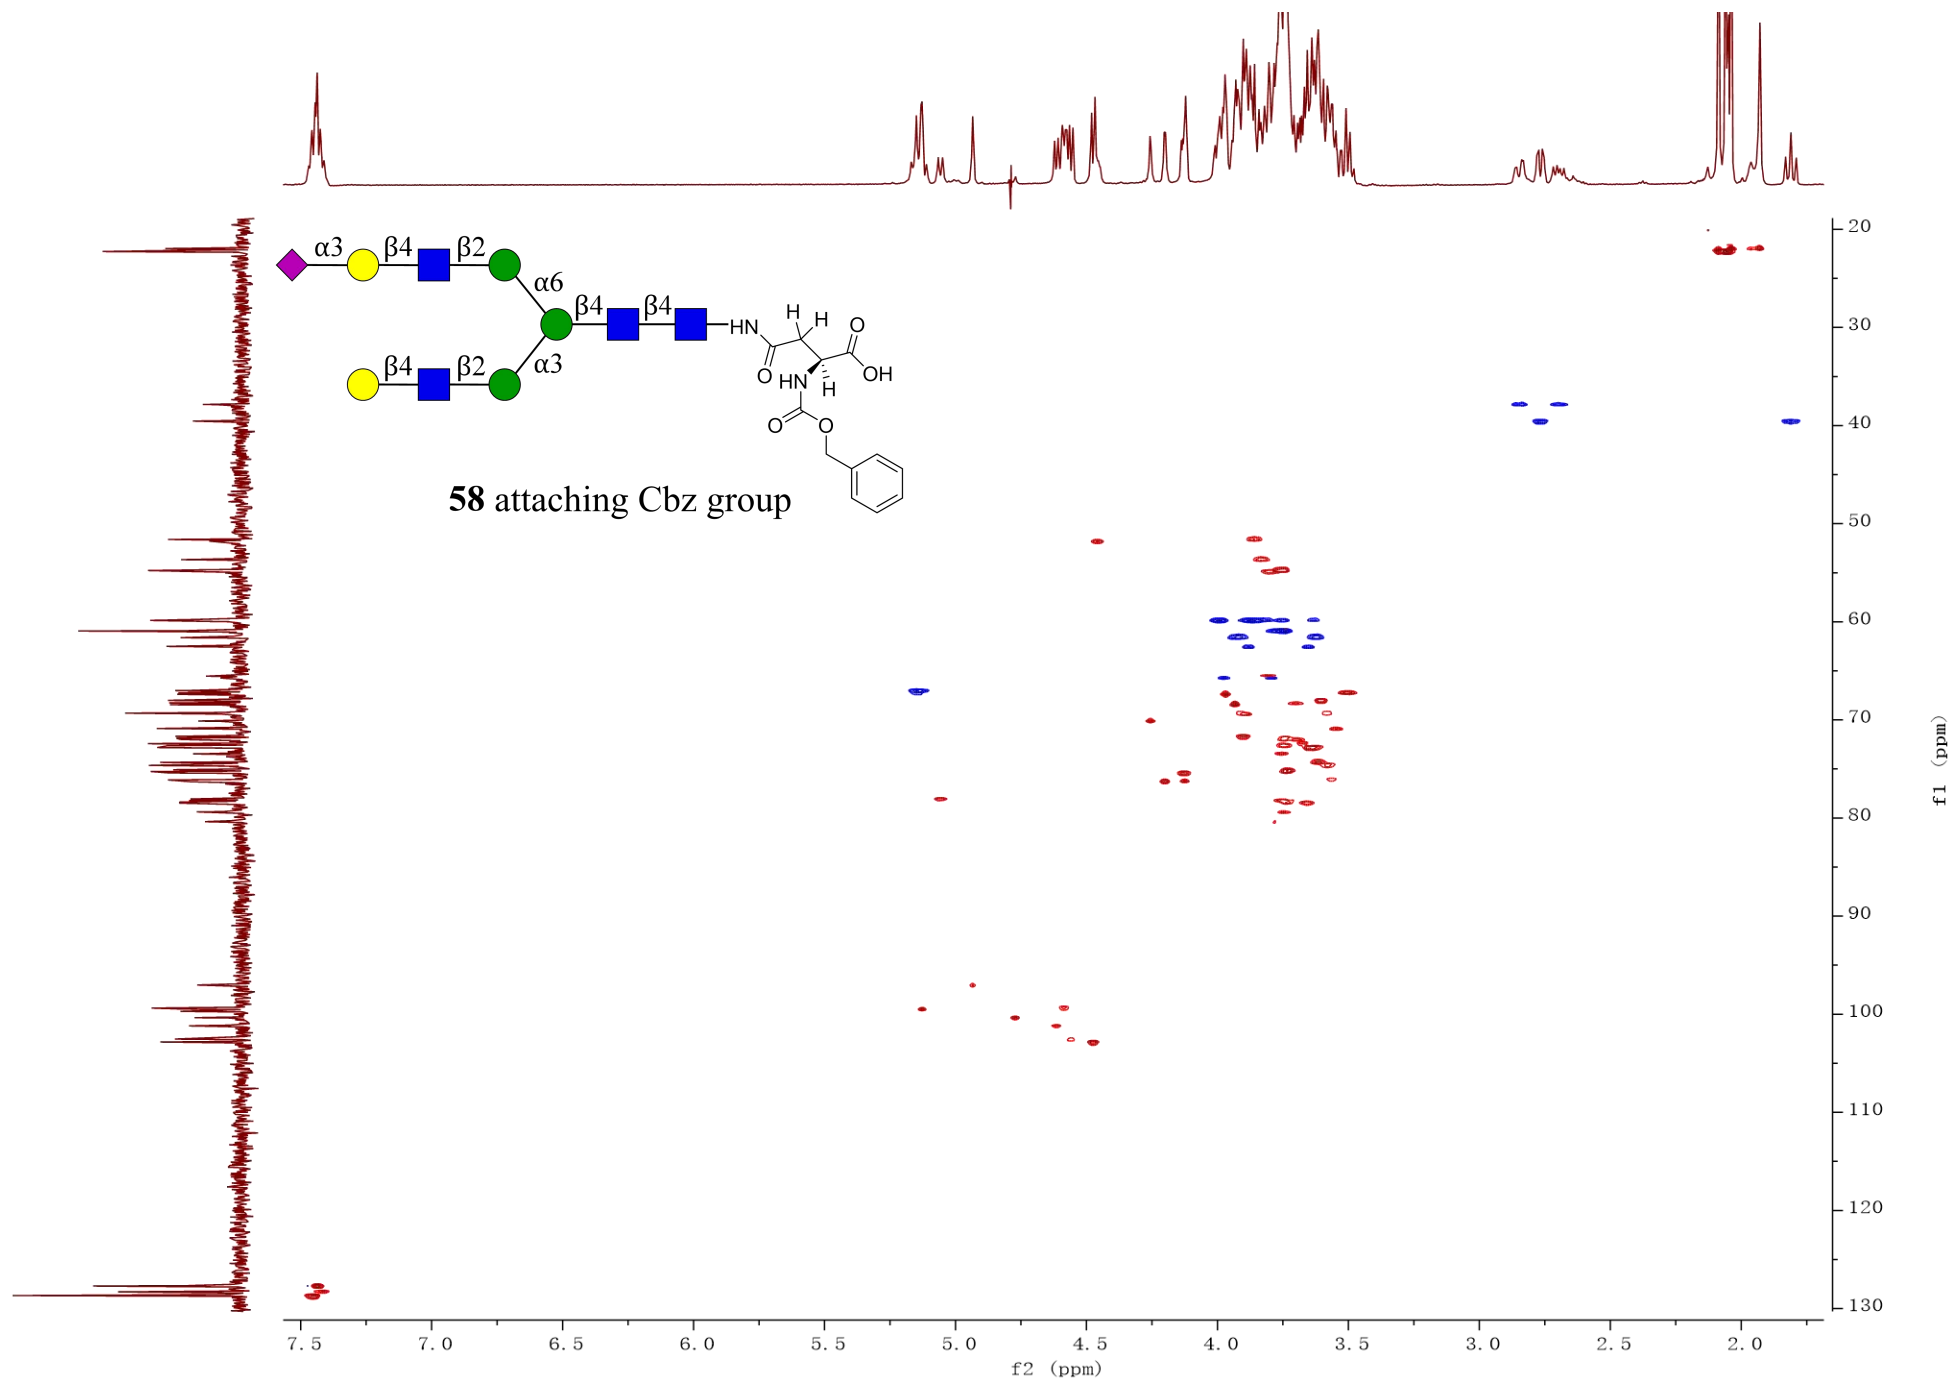 α3 β4 β2
α6
β4 β4
HN
H H
O
O
OH
HN
H
O
O
β4 β2
α3
58 attaching Cbz group
20
30
40
50
60
70
80
90
100
110
120
130
f1 (ppm)
7.5 7.0 6.5 6.0 5.5 5.0 4.5 4.0 3.5 3.0 2.5 2.0
f2 (ppm)